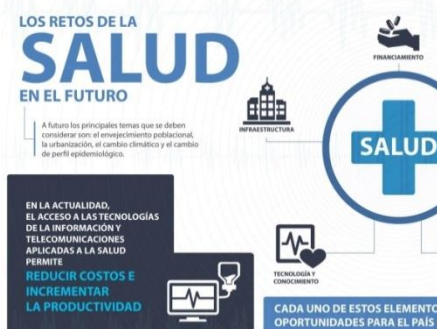 LOS RETOS DE LA
SALUD
EN EL FUTURO
A futuro los principales temas que se deben
considerar son: el envejecimiento poblacional,
la urbanización, el cambio climático y el cambio
de perfil epidemiológico.
FINANCIAMIENTO
INFRAESTRUCTURA
SALUD
EN LA ACTUALIDAD,
EL ACCESO A LAS TECNOLOGÍAS
DE LA INFORMACIÓN Y
TELECOMUNICACIONES
APLICADAS A LA SALUD
PERMITE
REDUCIR COSTOS E
INCREMENTAR
LA PRODUCTIVIDAD
TECNOLOGÍA Y
CONOCIMIENTO
CADA UNO DE ESTOS ELEMENTO
OPORTUNIDADES PARA EL PAÍS